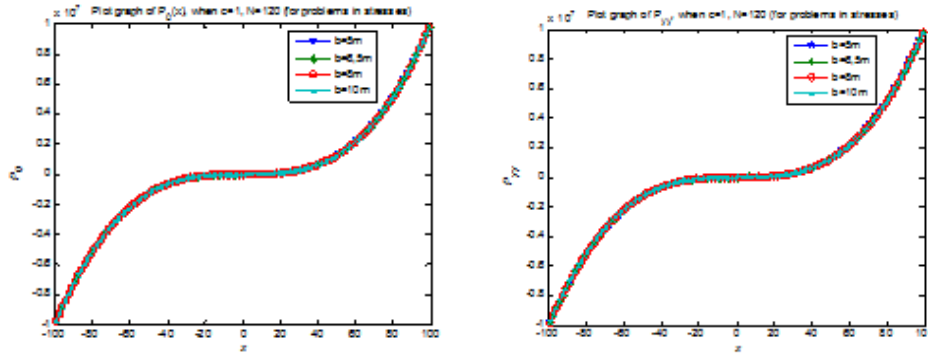 x 10^7 Plot graph of P_0(x), when c=1, N=120 (for problems in stresses)
1
0.8
0.6
0.4
0.2
0
-0.2
-0.4
-0.6
-0.8
-1
P_0
b=5m
b=6,5m
b=8m
b=10m
-100 -80 -60 -40 -20 0 20 40 60 80 100
x
x 10^7 Plot graph of P_yy, when c=1, N=120 (for problems in stresses)
1
0.8
0.6
0.4
0.2
0
-0.2
-0.4
-0.6
-0.8
-1
P_yy
b=5m
b=6,5m
b=8m
b=10m
-100 -80 -60 -40 -20 0 20 40 60 80 100
x